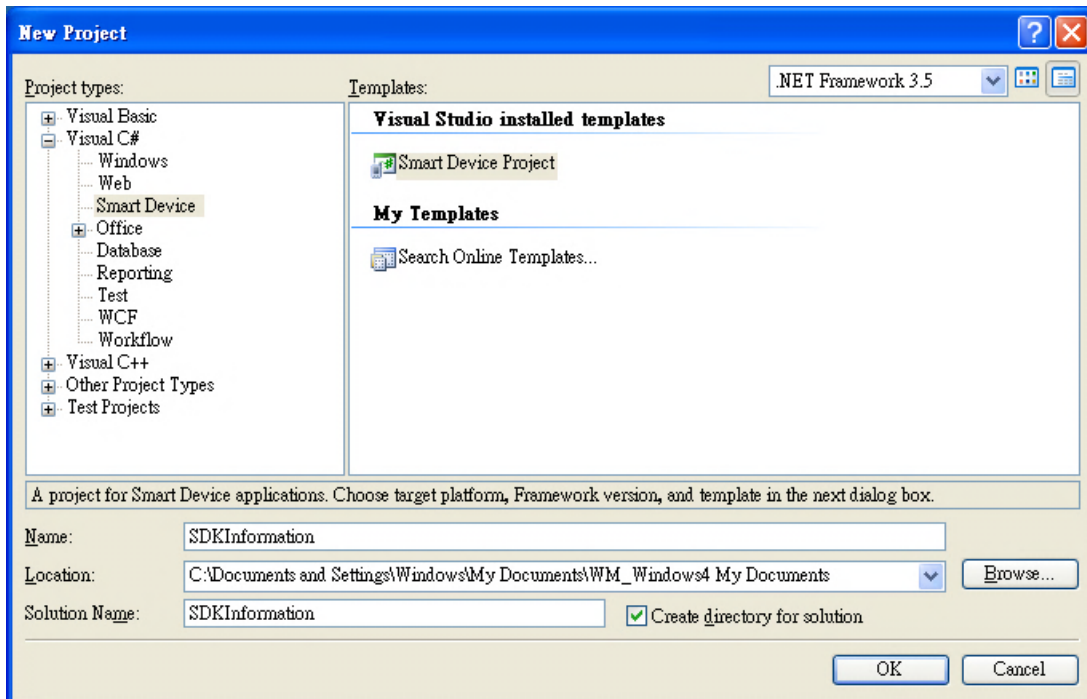 New Project
Project types:
Templates:
.NET Framework 3.5
Visual Basic
Visual C#
Windows
Web
Smart Device
Office
Database
Reporting
Test
WCF
Workflow
Visual C++
Other Project Types
Test Projects
Visual Studio installed templates
Smart Device Project
My Templates
Search Online Templates...
A project for Smart Device applications. Choose target platform, Framework version, and template in the next dialog box.
Name:
SDKInformation
Location:
C:\Documents and Settings\Windows\My Documents\WM_Windows4 My Documents
Browse...
Solution Name:
SDKInformation
Create directory for solution
OK
Cancel